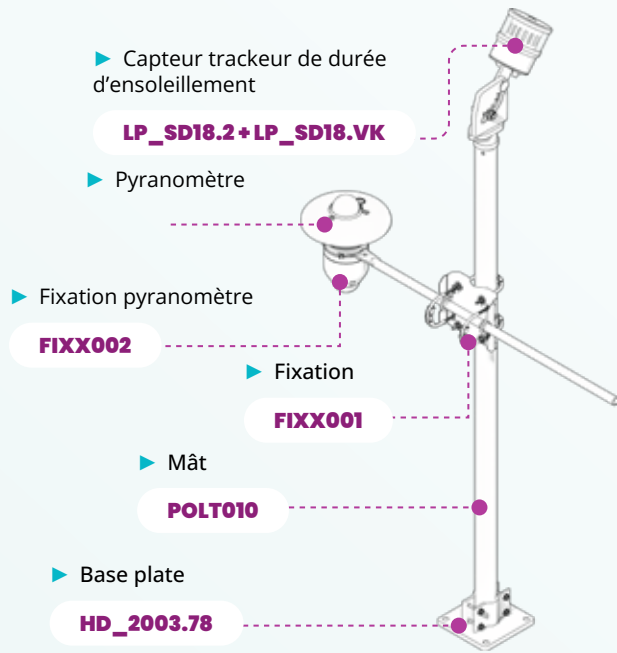 ► Capteur trackeur de durée
d'ensoleillement
LP_SD18.2 + LP_SD18.VK
► Pyranomètre
► Fixation pyranomètre
FIXX002
► Fixation
FIXX001
► Mât
POLT010
► Base plate
HD_2003.78